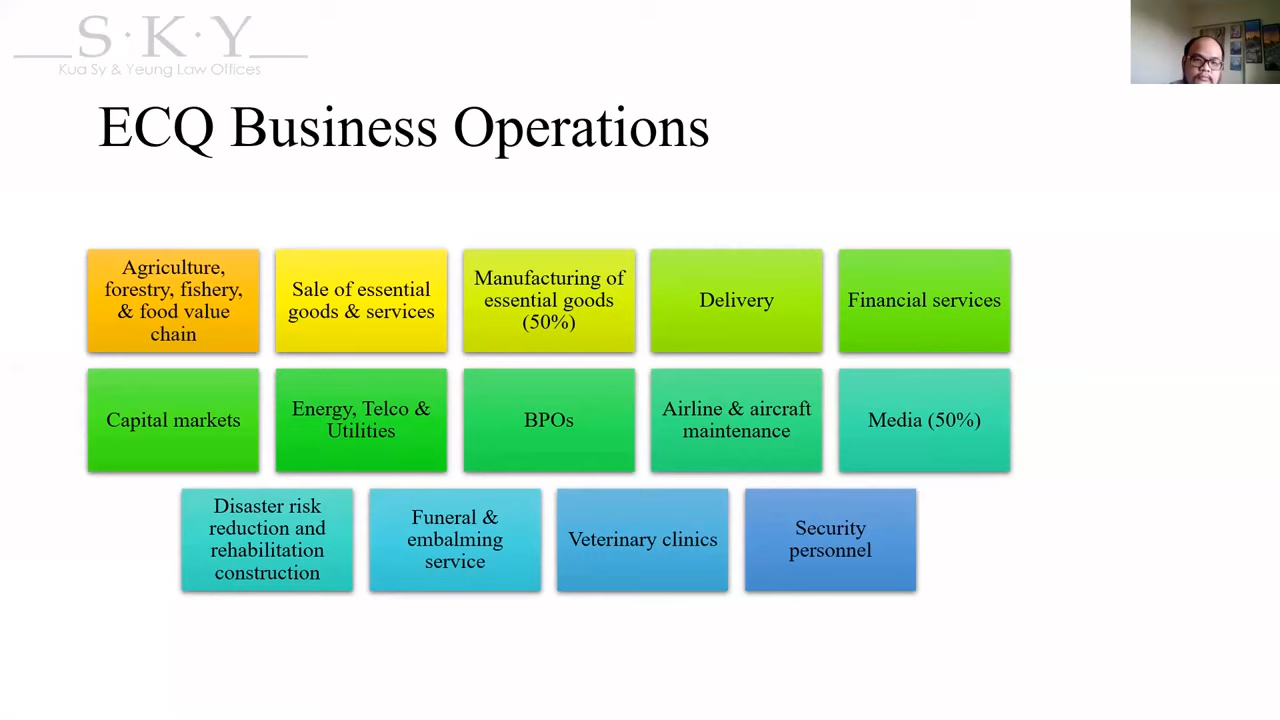 S·K·Y
Kua Sy & Yeung Law Offices
ECQ Business Operations
Agriculture,
forestry, fishery,
& food value
chain
Sale of essential
goods & services
Manufacturing of
essential goods
(50%)
Delivery
Financial services
Capital markets
Energy, Telco &
Utilities
BPOs
Airline & aircraft
maintenance
Media (50%)
Disaster risk
reduction and
rehabilitation
construction
Funeral &
embalming
service
Veterinary clinics
Security
personnel